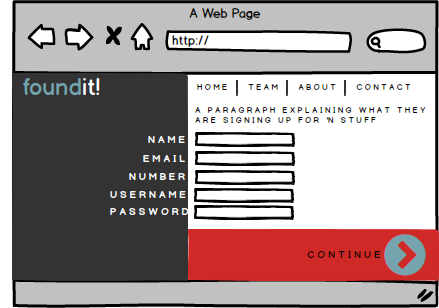 A Web Page
http://
foundit!
HOME TEAM ABOUT CONTACT
A PARAGRAPH EXPLAINING WHAT THEY
ARE SIGNING UP FOR 'N STUFF
NAME
EMAIL
NUMBER
USERNAME
PASSWORD
CONTINUE